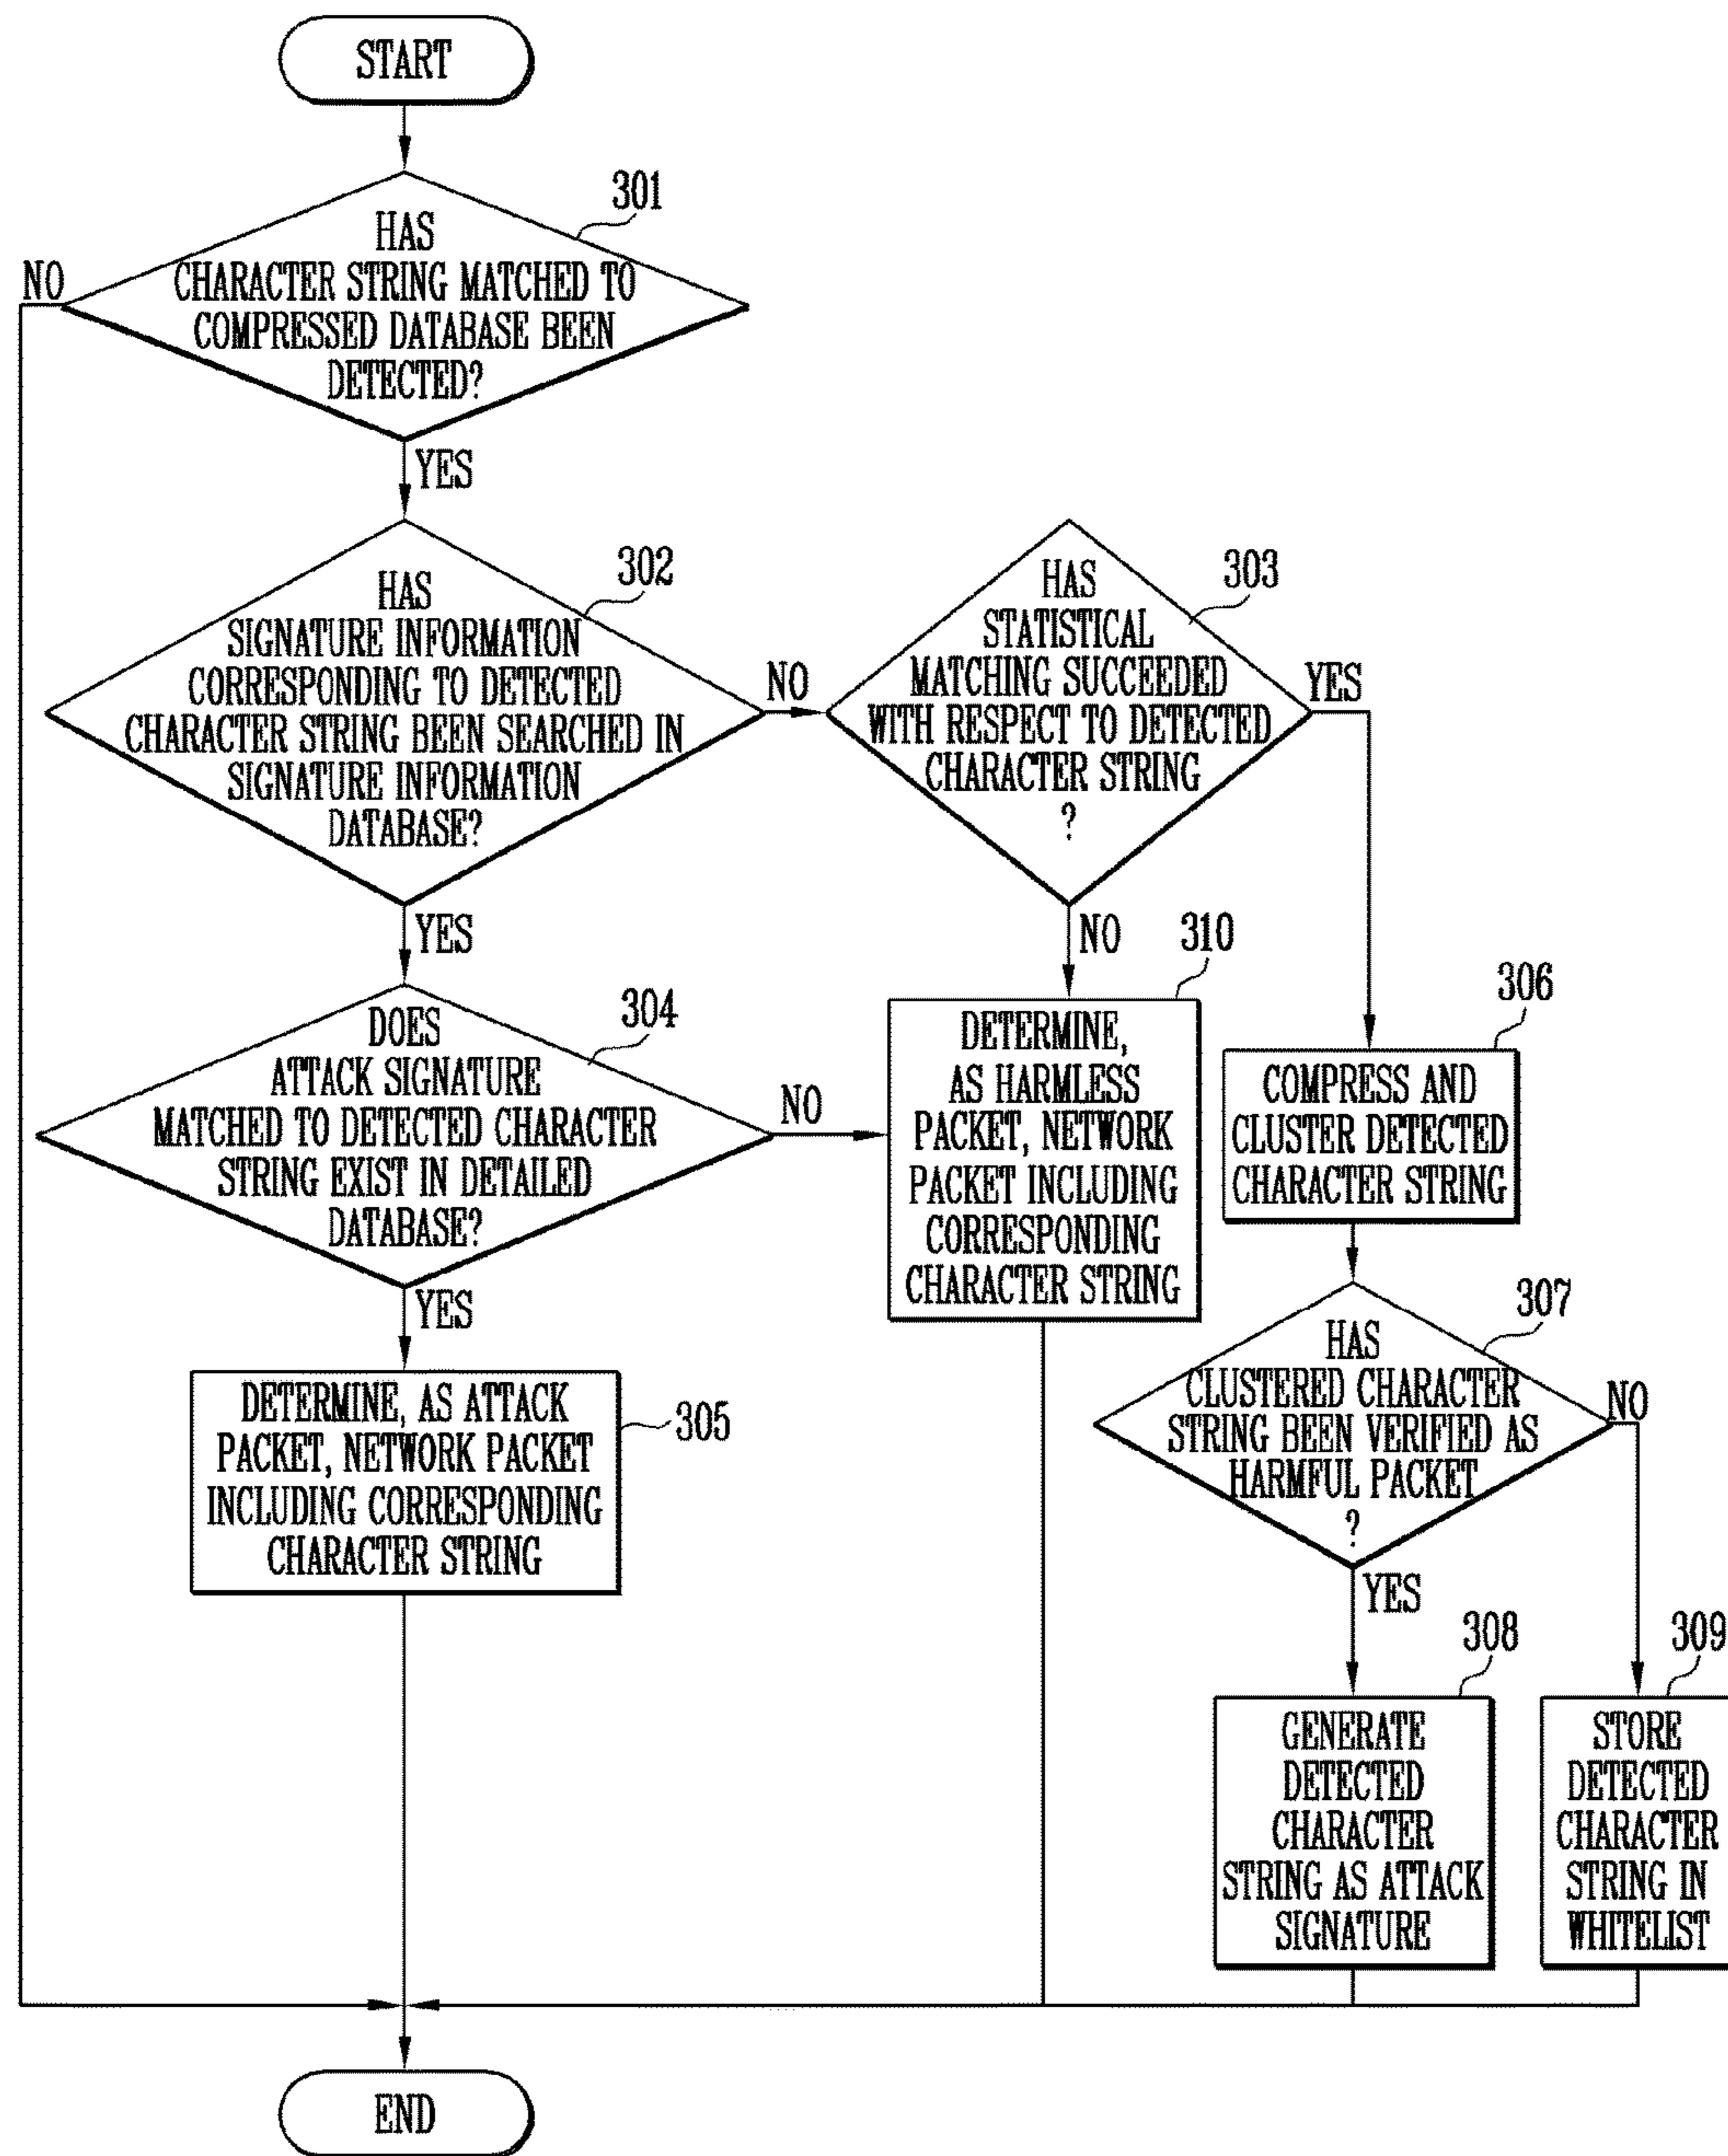 START
301
HAS
CHARACTER STRING MATCHED TO
COMPRESSED DATABASE BEEN
DETECTED?
NO
YES
302
HAS
SIGNATURE INFORMATION
CORRESPONDING TO DETECTED
CHARACTER STRING BEEN SEARCHED IN
SIGNATURE INFORMATION
DATABASE?
NO
YES
303
HAS
STATISTICAL
MATCHING SUCCEEDED
WITH RESPECT TO DETECTED
CHARACTER STRING
?
YES
NO
304
DOES
ATTACK SIGNATURE
MATCHED TO DETECTED CHARACTER
STRING EXIST IN DETAILED
DATABASE?
NO
YES
310
DETERMINE,
AS HARMLESS
PACKET, NETWORK
PACKET INCLUDING
CORRESPONDING
CHARACTER STRING
306
COMPRESS AND
CLUSTER DETECTED
CHARACTER STRING
305
DETERMINE, AS ATTACK
PACKET, NETWORK PACKET
INCLUDING CORRESPONDING
CHARACTER STRING
307
HAS
CLUSTERED CHARACTER
STRING BEEN VERIFIED AS
HARMFUL PACKET
?
NO
YES
308
GENERATE
DETECTED
CHARACTER
STRING AS ATTACK
SIGNATURE
309
STORE
DETECTED
CHARACTER
STRING IN
WHITELIST
END